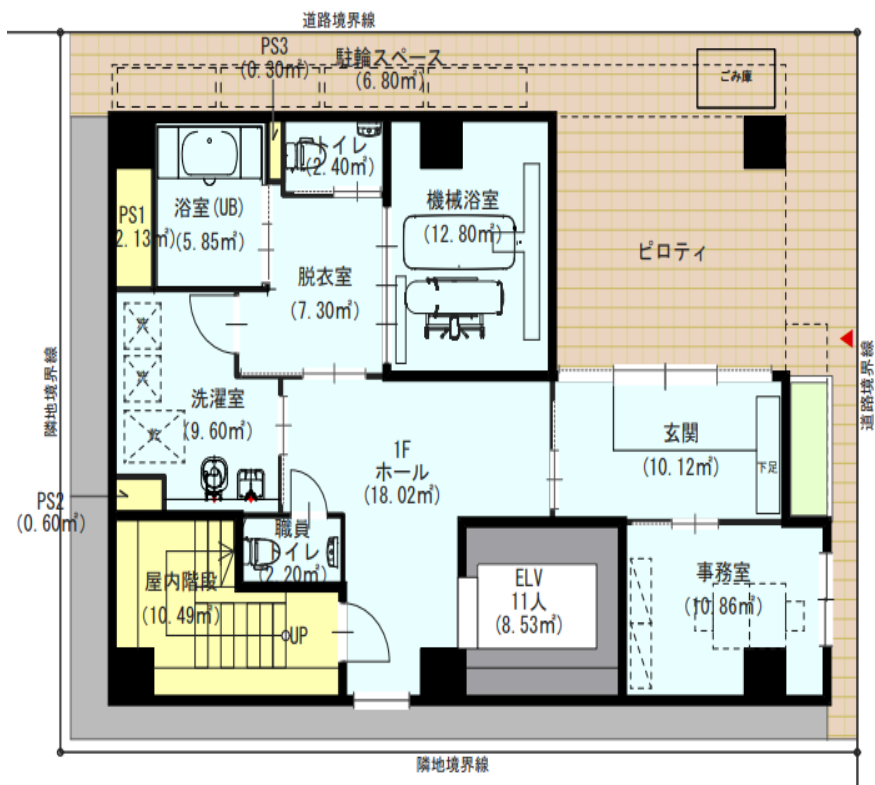 道路境界線
PS3
(0.30㎡)
駐輪スペース
(6.80㎡)
ごみ庫
トイレ
(2.40㎡)
機械浴室
(12.80㎡)
PS1
2.13㎡)
浴室(UB)
(5.85㎡)
脱衣室
(7.30㎡)
ピロティ
隣地境界線
道路境界線
洗濯室
(9.60㎡)
1F
ホール
(18.02㎡)
玄関
(10.12㎡)
下足
PS2
(0.60㎡)
職員
トイレ
(2.20㎡)
屋内階段
(10.49㎡)
UP
ELV
11人
(8.53㎡)
事務室
(10.86㎡)
隣地境界線